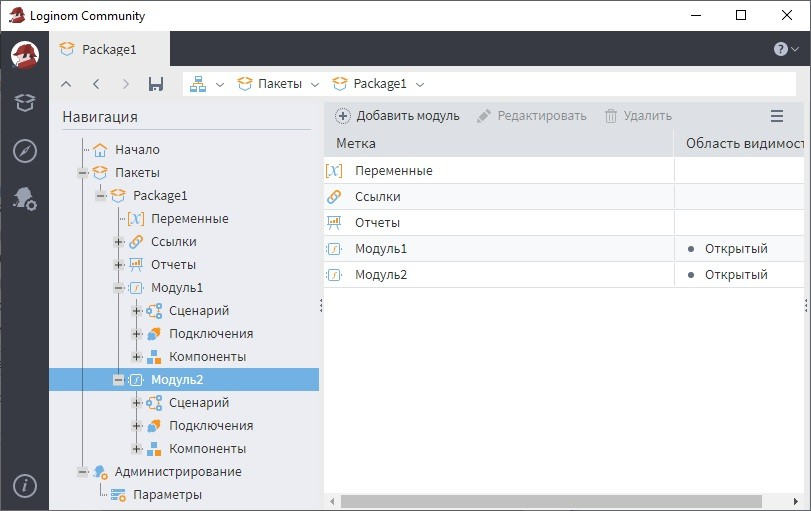 Loginom Community
Package1
Пакеты
Package1
Навигация
Начало
Пакеты
Package1
Переменные
Ссылки
Отчеты
Модуль1
Сценарий
Подключения
Компоненты
Модуль2
Сценарий
Подключения
Компоненты
Администрирование
Параметры
Добавить модуль Редактировать Удалить
Метка Область видимост
Переменные
Ссылки
Отчеты
Модуль1 Открытый
Модуль2 Открытый